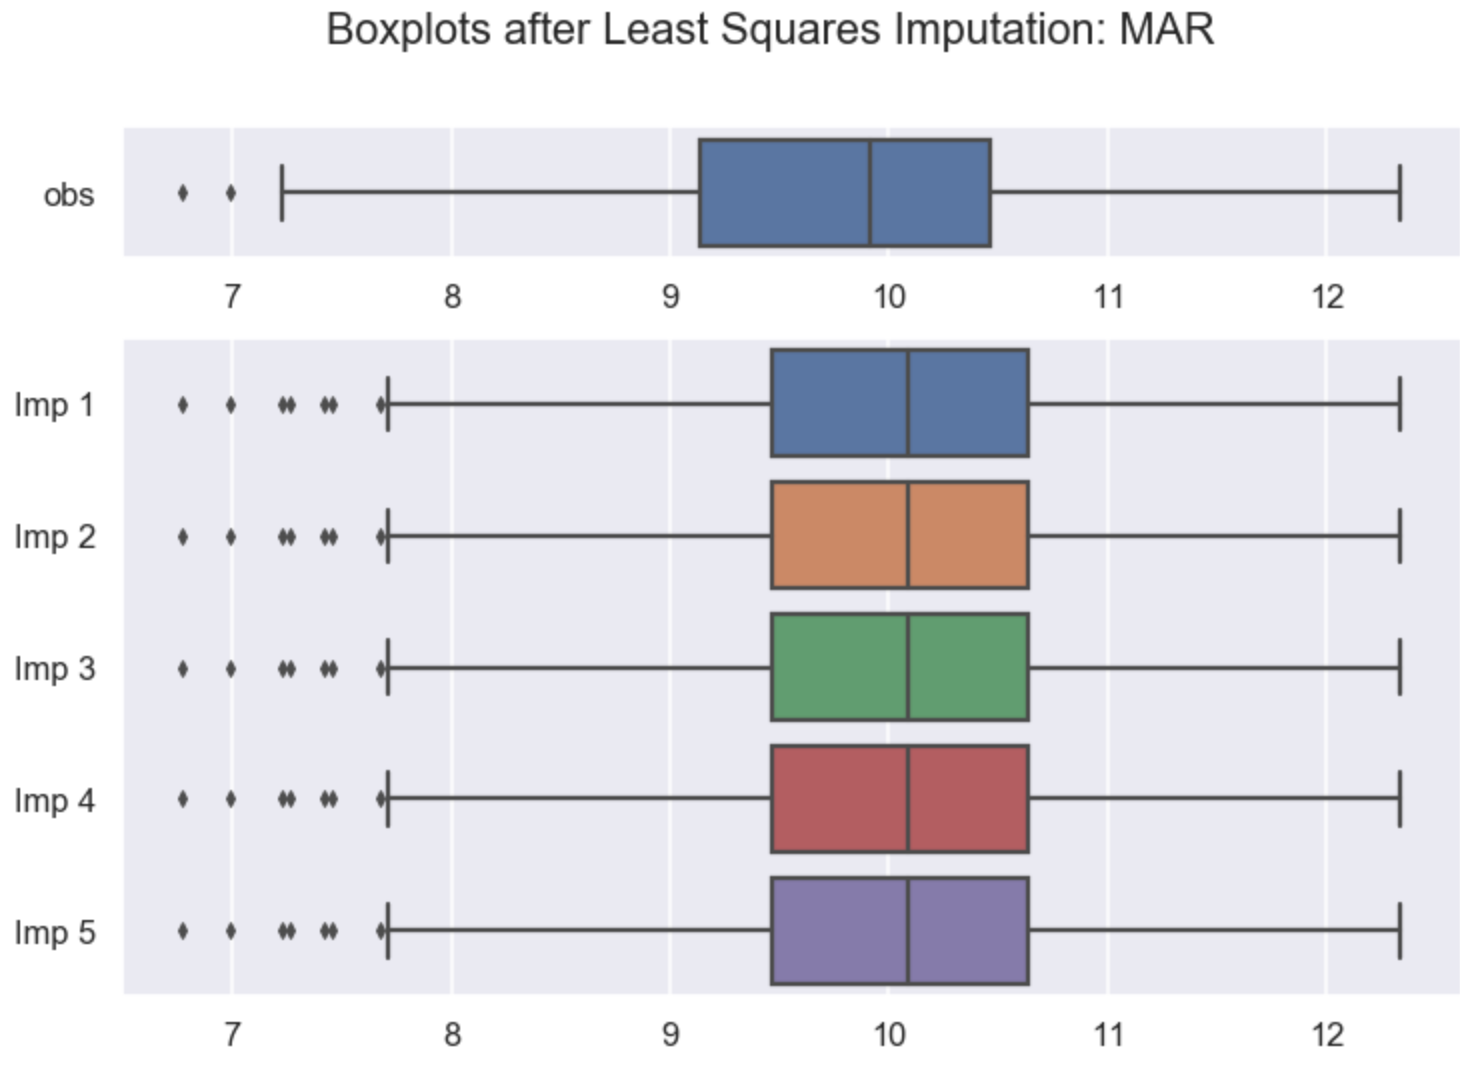 Boxplots after Least Squares Imputation: MAR
obs
7 8 9 10 11 12
Imp 1
Imp 2
Imp 3
Imp 4
Imp 5
7 8 9 10 11 12